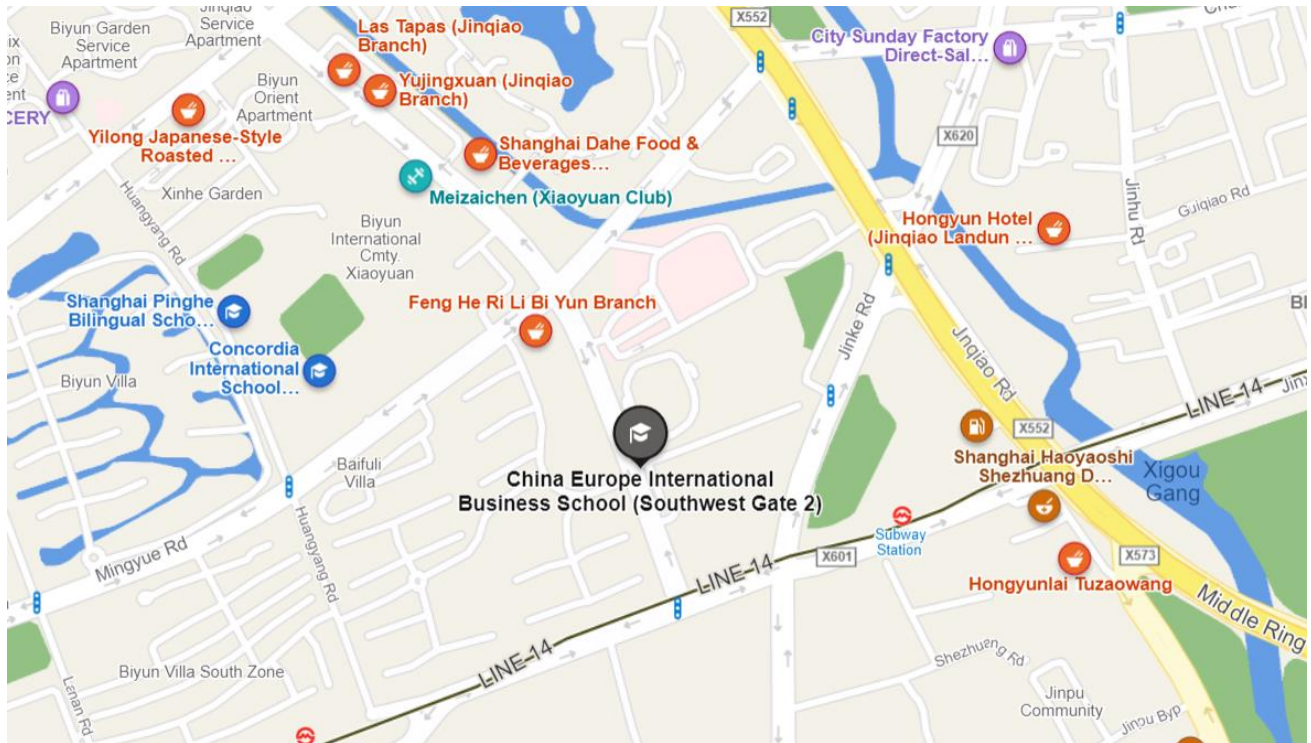 Jinqiao
Service
Apartment
Biyun Garden
Service
Apartment
Las Tapas (Jinqiao
Branch)
X552
City Sunday Factory
Direct-Sal...
Yujingxuan (Jinqiao
Branch)
Biyun
Orient
Apartment
CERY
Yilong Japanese-Style
Roasted ...
Shanghai Dahe Food &
Beverages...
X620
Xinhe Garden
Meizaichen (Xiaoyuan Club)
Huangyang Rd
Jinhu Rd
Guiqiao Rd
Biyun
International
Cmty.
Xiaoyuan
Hongyun Hotel
(Jinqiao Landun ...
Shanghai Pinghe
Bilingual Scho...
Feng He Ri Li Bi Yun Branch
Jinke Rd
Jnqiao Rd
Concordia
International
School...
Biyun Villa
LINE-14
X552
Shanghai Haoyaoshi
Shezhuang D...
Xigou
Gang
Baifuli
Villa
China Europe International
Business School (Southwest Gate 2)
Subway
Station
Mingyue Rd
Huangyang Rd
LINE-14
X601
X573
Hongyunlai Tuzaowang
Middle Ring
LINE-14
Biyun Villa South Zone
Shezhuang Rd
Lanan Rd
Jinpu
Community
Jinpu Byp